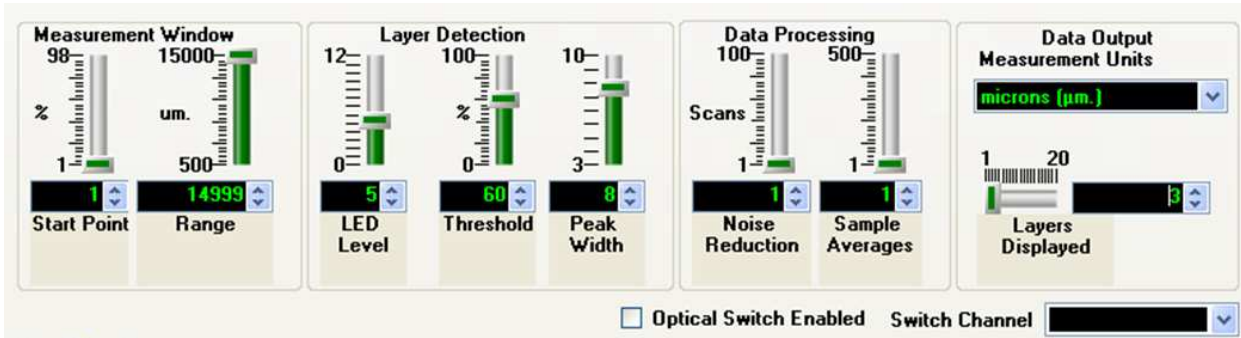 Measurement Window
98
%
1
1
Start Point
15000
um.
500
14999
Range
Layer Detection
12
0
5
LED
Level
100
%
0
60
Threshold
10
3
8
Peak
Width
Data Processing
100
Scans
1
1
Noise
Reduction
500
1
1
Sample
Averages
Data Output
Measurement Units
microns (µm.)
1 20
3
Layers
Displayed
Optical Switch Enabled
Switch Channel